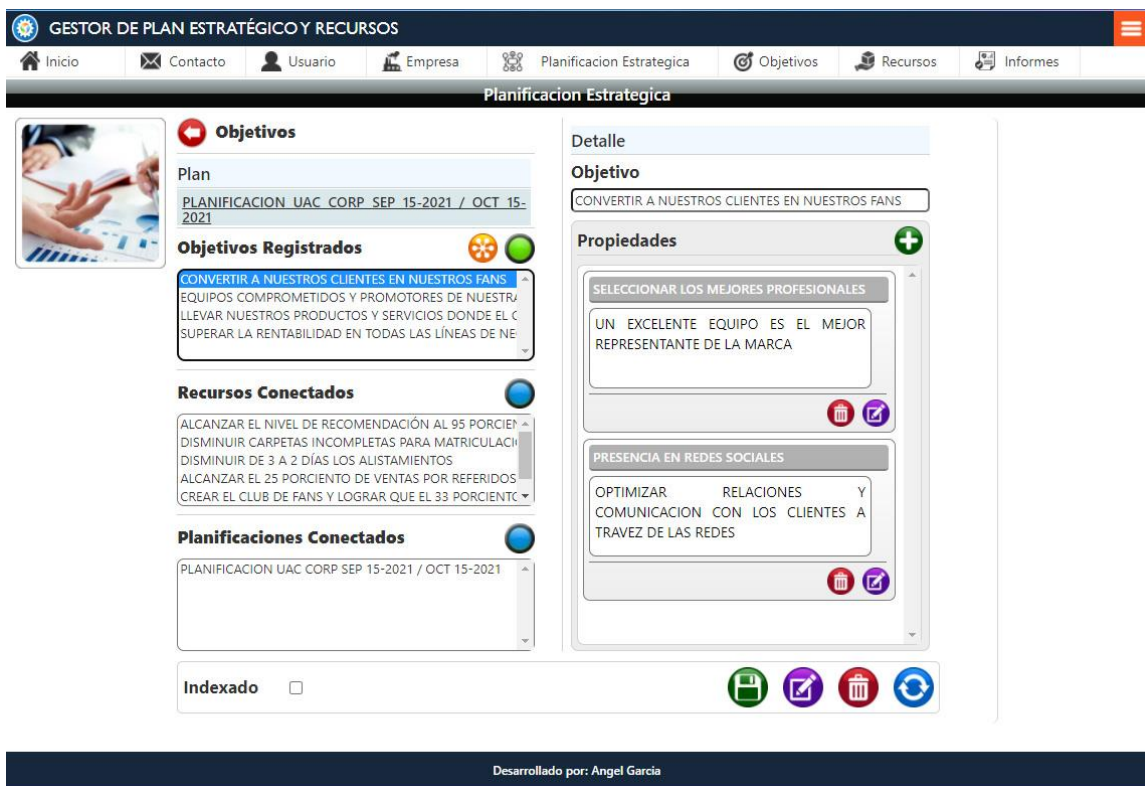 GESTOR DE PLAN ESTRATÉGICO Y RECURSOS
Inicio Contacto Usuario Empresa Planificacion Estrategica Objetivos Recursos Informes
Planificacion Estrategica
Objetivos
Plan
PLANIFICACION UAC CORP SEP 15-2021 / OCT 15-
2021
Objetivos Registrados
CONVERTIR A NUESTROS CLIENTES EN NUESTROS FANS
EQUIPOS COMPROMETIDOS Y PROMOTORES DE NUESTRA
LLEVAR NUESTROS PRODUCTOS Y SERVICIOS DONDE EL C
SUPERAR LA RENTABILIDAD EN TODAS LAS LÍNEAS DE NE
Recursos Conectados
ALCANZAR EL NIVEL DE RECOMENDACIÓN AL 95 PORCIEN
DISMINUIR CARPETAS INCOMPLETAS PARA MATRICULACI
DISMINUIR DE 3 A 2 DÍAS LOS ALISTAMIENTOS
ALCANZAR EL 25 PORCIENTO DE VENTAS POR REFERIDOS
CREAR EL CLUB DE FANS Y LOGRAR QUE EL 33 PORCIENTO
Planificaciones Conectados
PLANIFICACION UAC CORP SEP 15-2021 / OCT 15-2021
Detalle
Objetivo
CONVERTIR A NUESTROS CLIENTES EN NUESTROS FANS
Propiedades
SELECCIONAR LOS MEJORES PROFESIONALES
UN EXCELENTE EQUIPO ES EL MEJOR
REPRESENTANTE DE LA MARCA
PRESENCIA EN REDES SOCIALES
OPTIMIZAR RELACIONES Y
COMUNICACION CON LOS CLIENTES A
TRAVEZ DE LAS REDES
Indexado
Desarrollado por: Angel Garcia